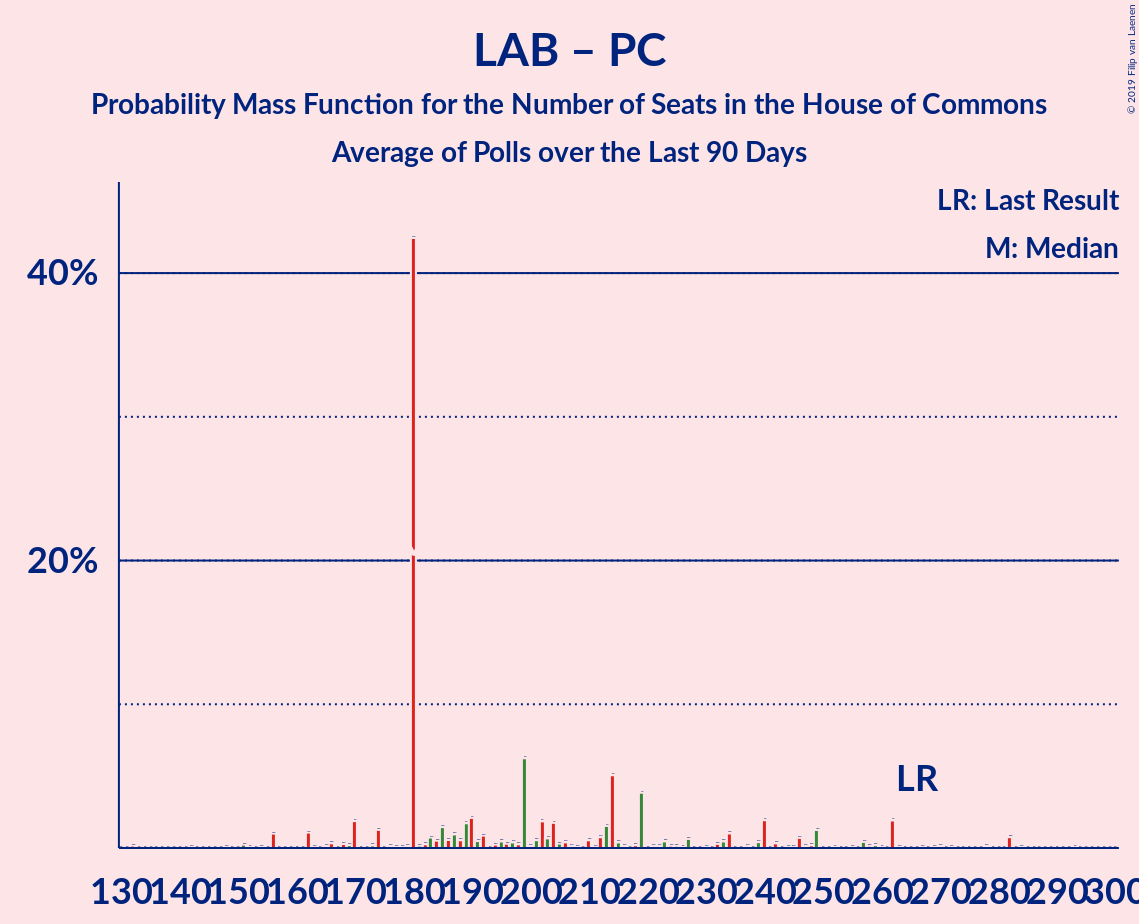 LAB – PC
Probability Mass Function for the Number of Seats in the House of Commons
Average of Polls over the Last 90 Days
© 2019 Filip van Laenen
LR: Last Result
M: Median
40%
20%
LR
130 140 150 160 170 180 190 200 210 220 230 240 250 260 270 280 290 300